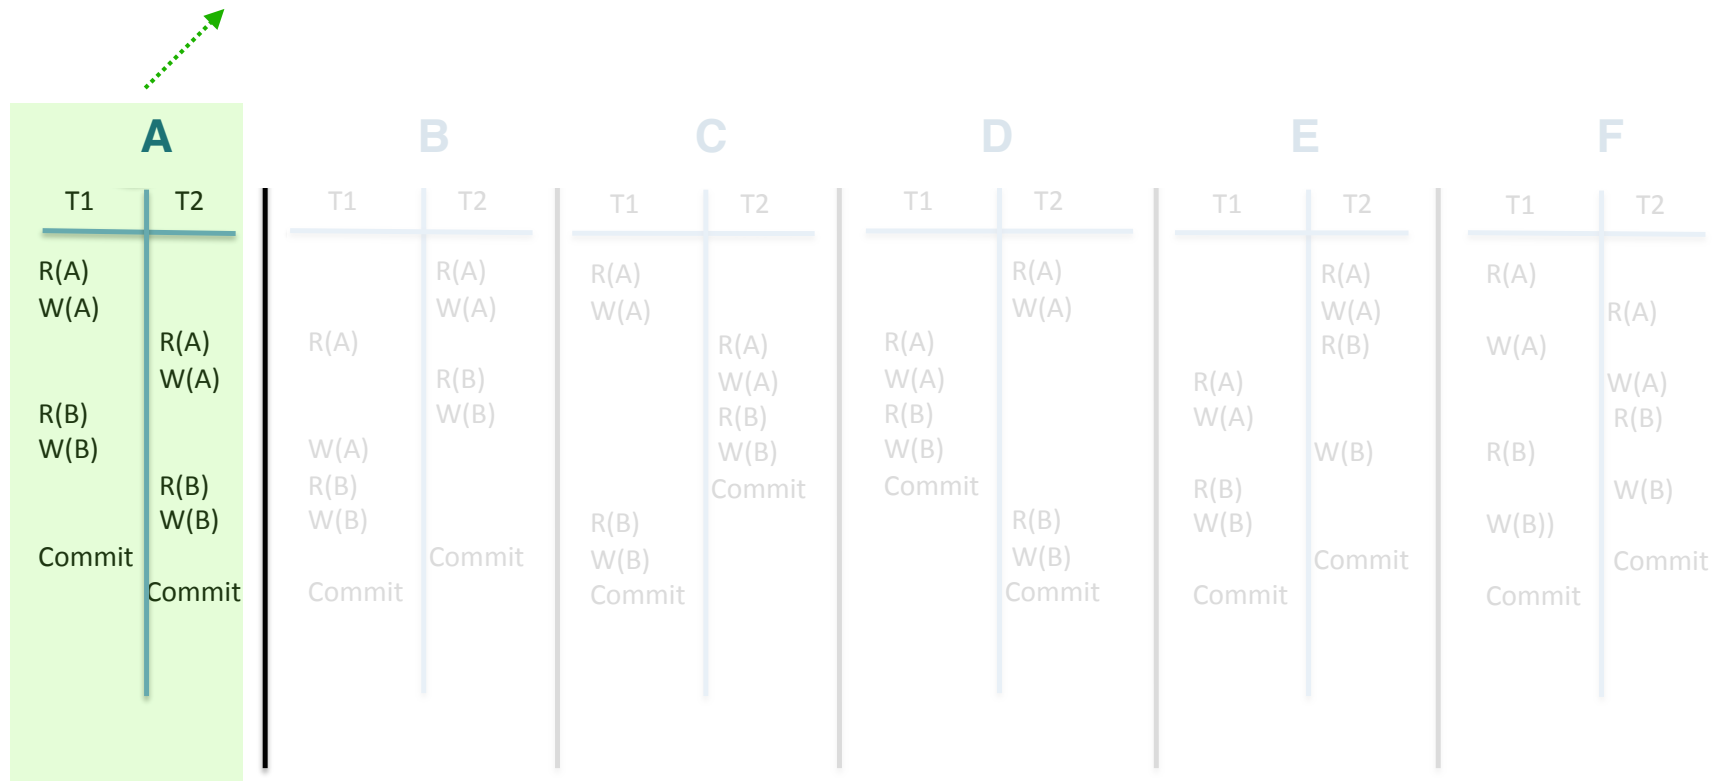 A B C D E F
T1 T2 T1 T2 T1 T2 T1 T2 T1 T2 T1 T2
R(A) R(A) R(A) R(A) R(A) R(A)
W(A) W(A) W(A) W(A) W(A) R(A)
R(A) R(A) R(A) R(A) R(B) W(A)
W(A) R(B) W(A) W(A) R(A) W(A)
R(B) W(B) R(B) R(B) W(A) R(B)
W(B) W(A) W(B) W(B) W(B) R(B)
R(B) R(B) Commit Commit R(B) W(B)
W(B) W(B) R(B) R(B) W(B) W(B))
Commit Commit W(B) W(B) Commit Commit
Commit Commit Commit Commit Commit Commit